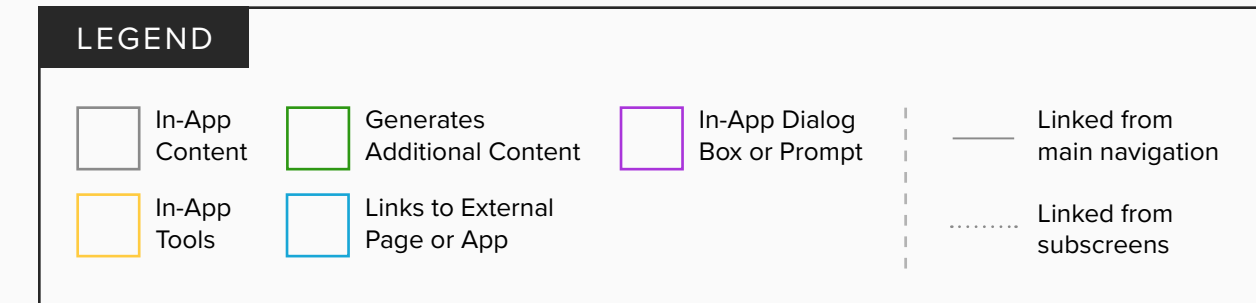 LEGEND
In-App
Content
Generates
Additional Content
In-App Dialog
Box or Prompt
Linked from
main navigation
In-App
Tools
Links to External
Page or App
Linked from
subscreens